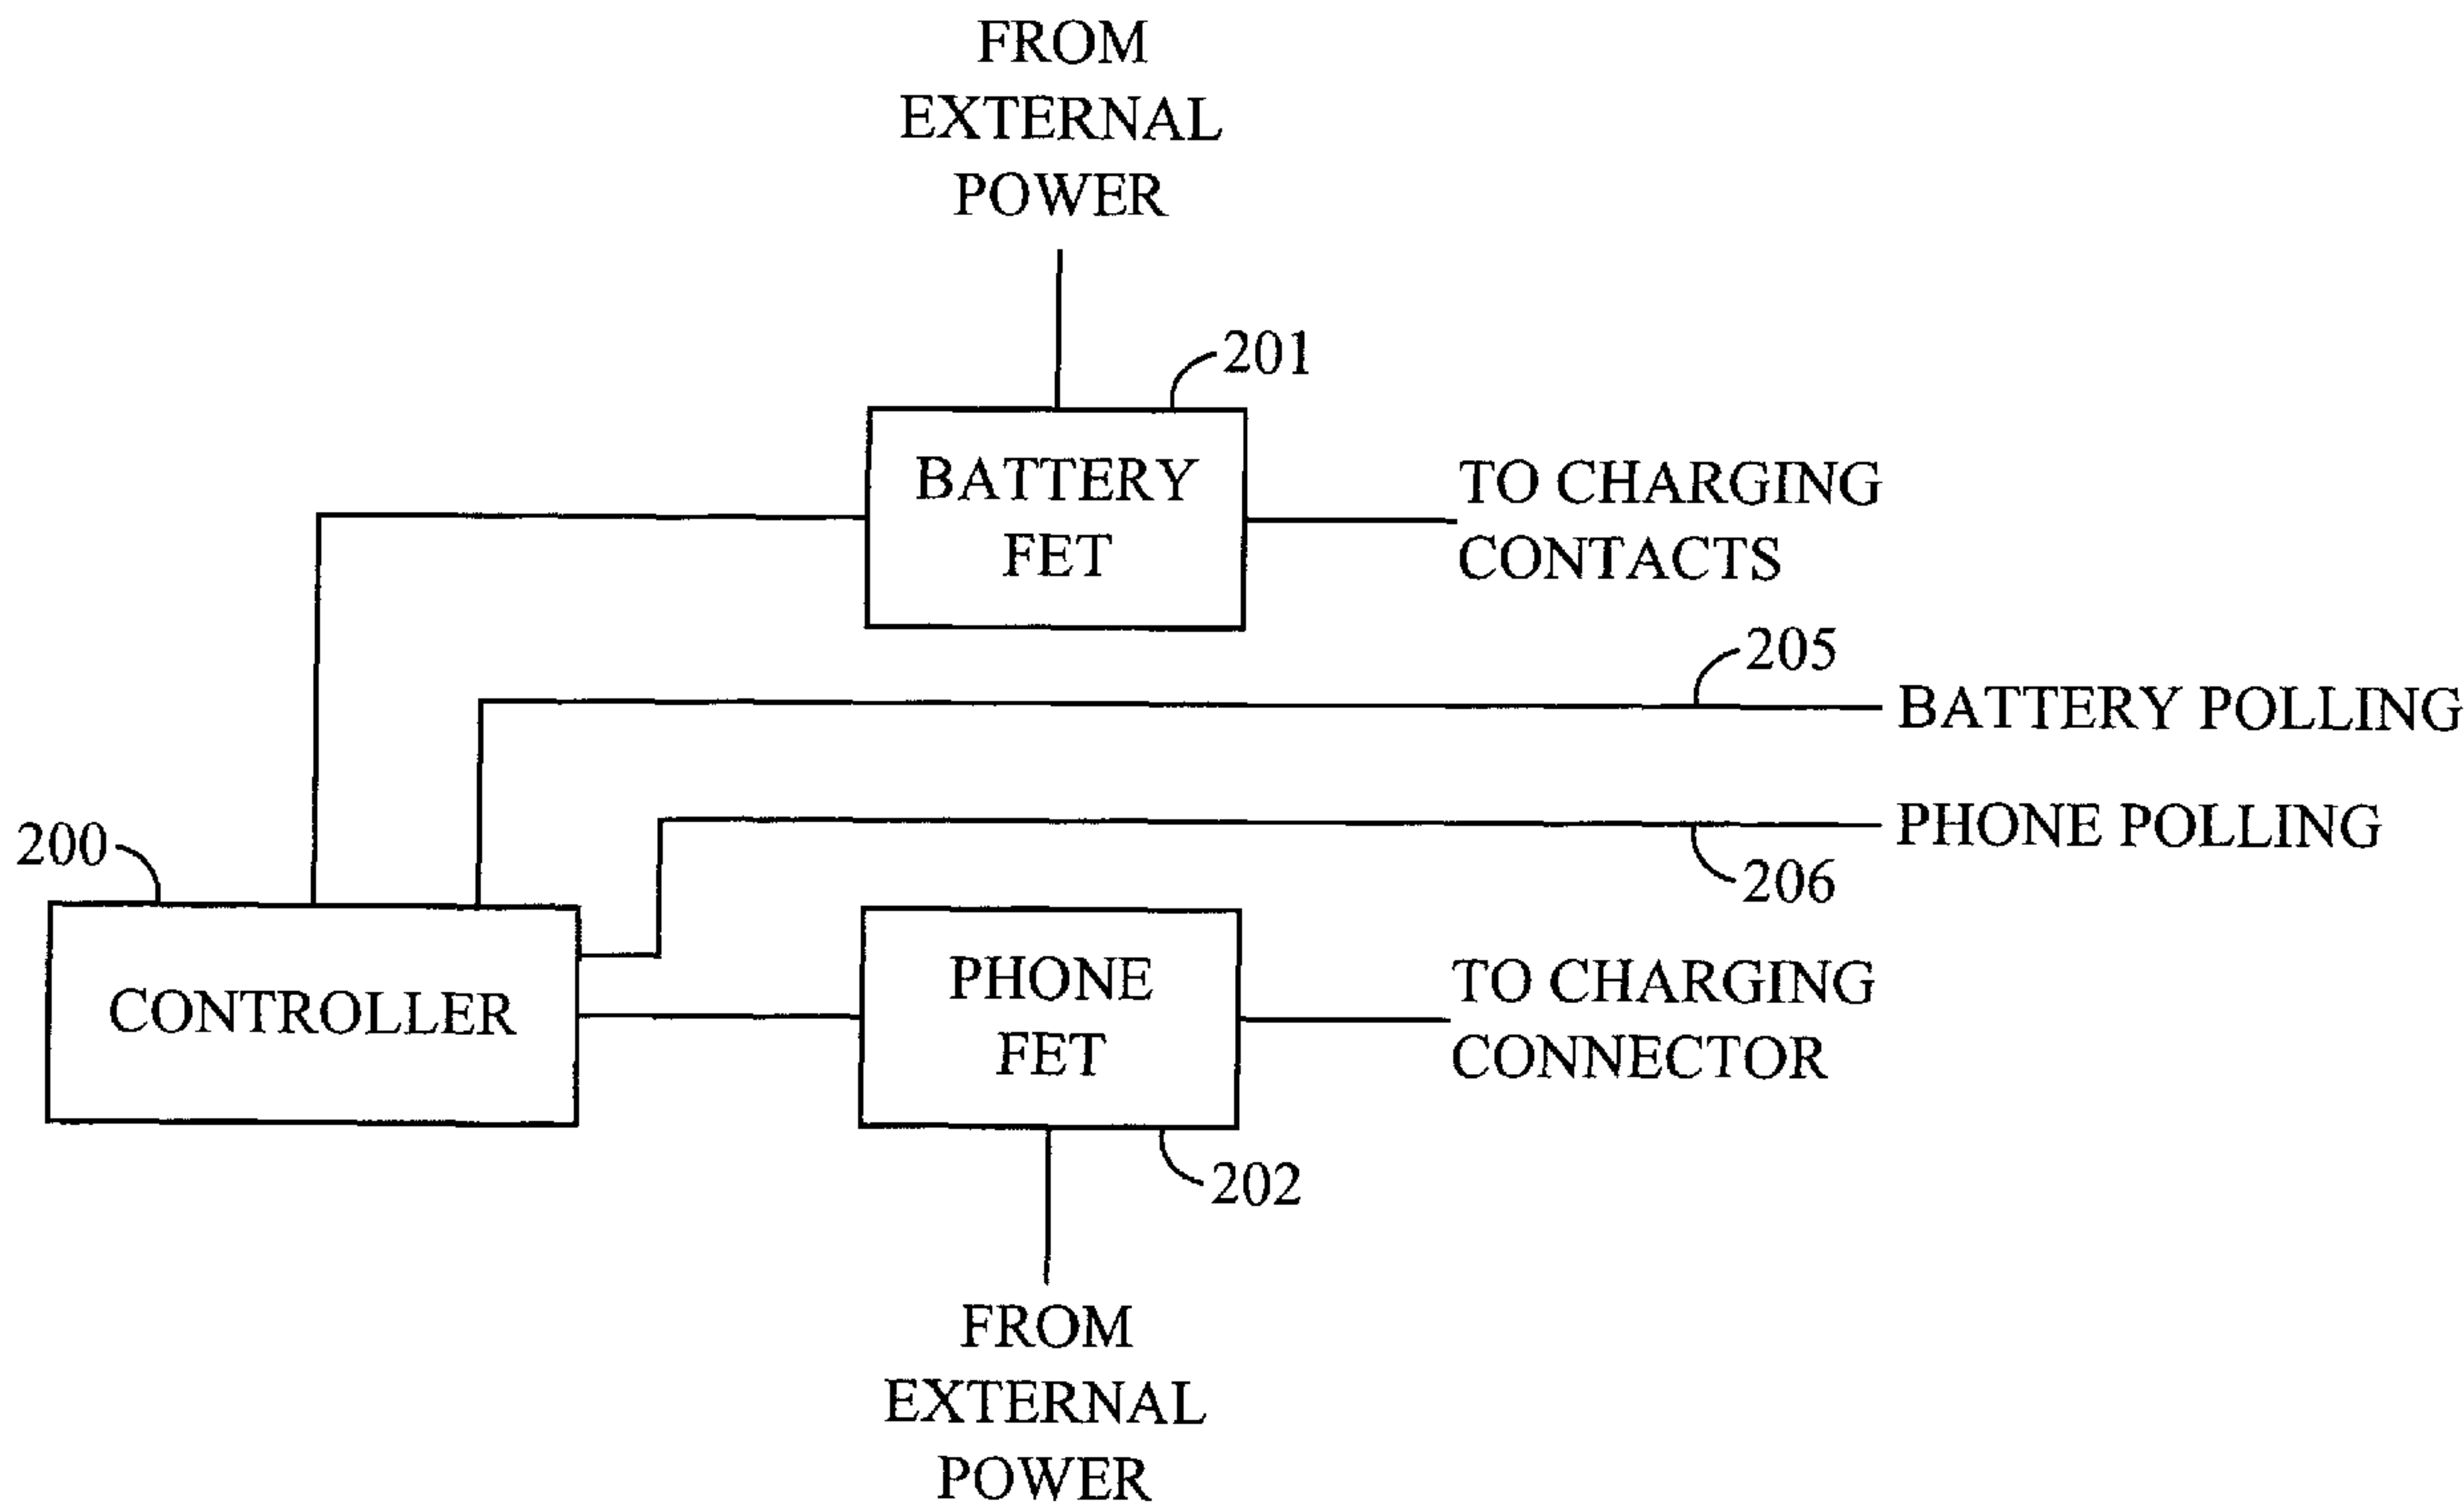 FROM
EXTERNAL
POWER
201
BATTERY
FET
TO CHARGING
CONTACTS
205
BATTERY POLLING
PHONE POLLING
206
200
CONTROLLER
PHONE
FET
TO CHARGING
CONNECTOR
202
FROM
EXTERNAL
POWER